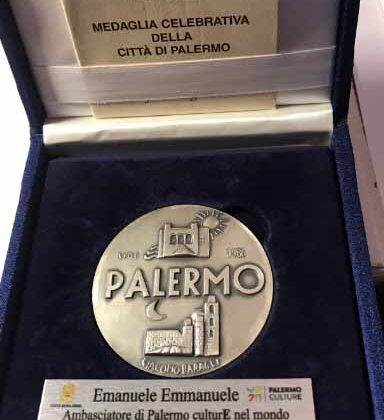 MEDAGLIA CELEBRATIVA
DELLA
CITTÀ DI PALERMO
PALERMO
Emanuele Emmanuele
PALERMO
CULTURE
Ambasciatore di Palermo culturE nel mondo